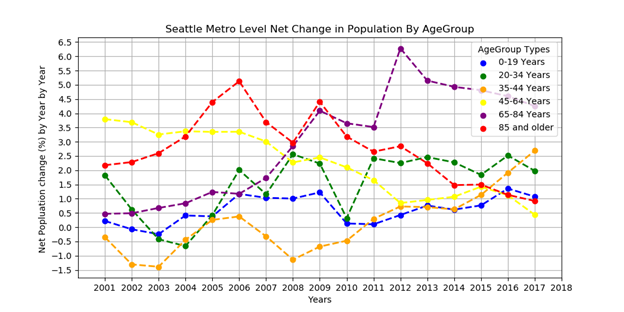 Seattle Metro Level Net Change in Population By AgeGroup
Net Popluation change (%) by Year by Year
6.5
6.0
5.5
5.0
4.5
4.0
3.5
3.0
2.5
2.0
1.5
1.0
0.5
0.0
−0.5
−1.0
−1.5
AgeGroup Types
0-19 Years
20-34 Years
35-44 Years
45-64 Years
65-84 Years
85 and older
2001 2002 2003 2004 2005 2006 2007 2008 2009 2010 2011 2012 2013 2014 2015 2016 2017 2018
Years